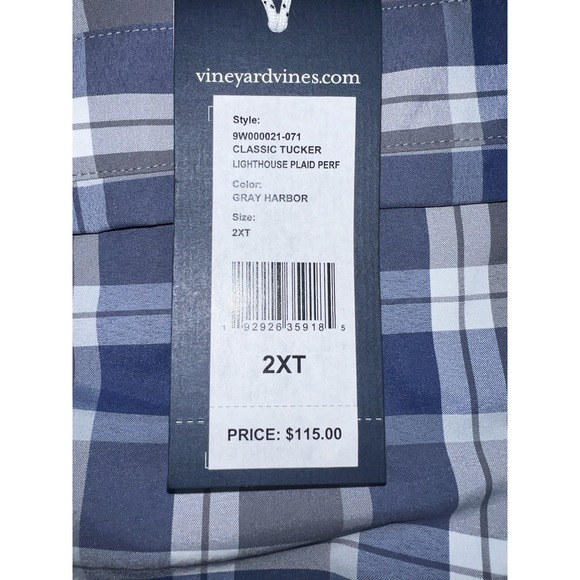 vineyardvines.com
Style:
9W000021-071
CLASSIC TUCKER
LIGHTHOUSE PLAID PERF
Color:
GRAY HARBOR
Size:
2XT
1 92926 35918 5
2XT
PRICE: $115.00